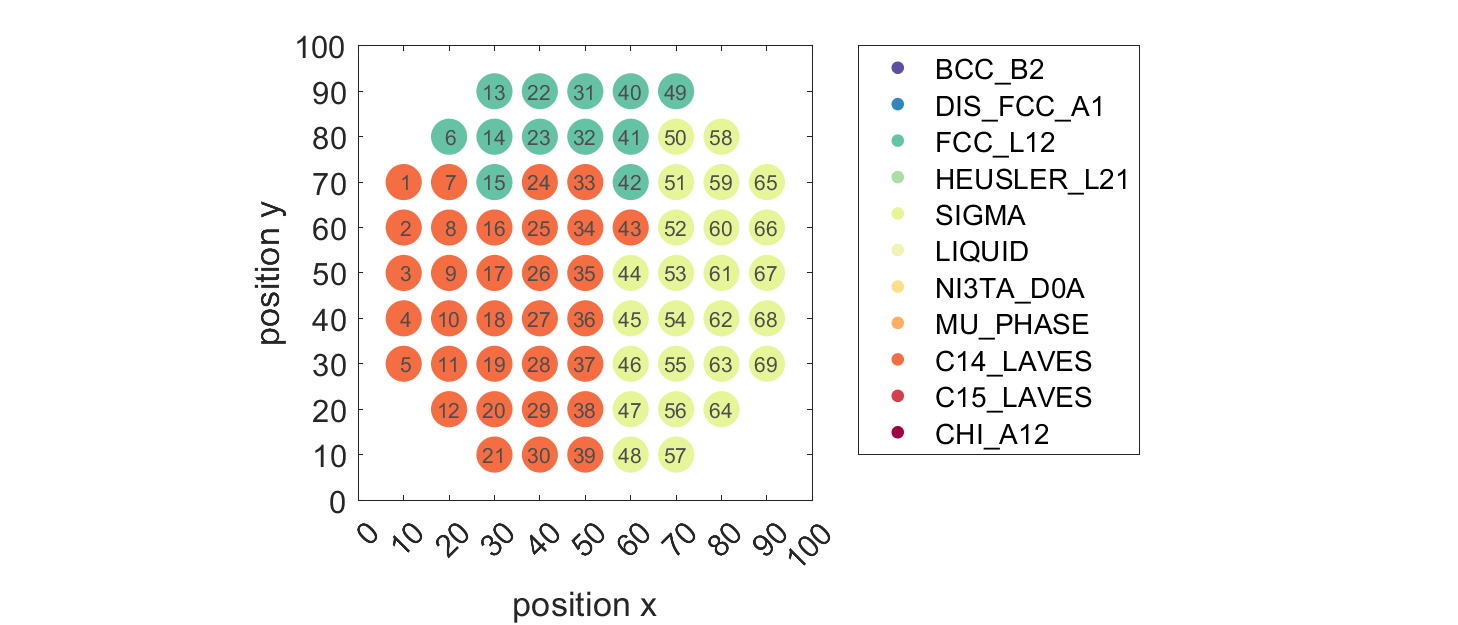 100
90
80
70
60
50
40
30
20
10
0
position y
13 22 31 40 49
6 14 23 32 41 50 58
1 7 15 24 33 42 51 59 65
2 8 16 25 34 43 52 60 66
3 9 17 26 35 44 53 61 67
4 10 18 27 36 45 54 62 68
5 11 19 28 37 46 55 63 69
12 20 29 38 47 56 64
21 30 39 48 57
0 10 20 30 40 50 60 70 80 90 100
position x
BCC_B2
DIS_FCC_A1
FCC_L12
HEUSLER_L21
SIGMA
LIQUID
NI3TA_D0A
MU_PHASE
C14_LAVES
C15_LAVES
CHI_A12